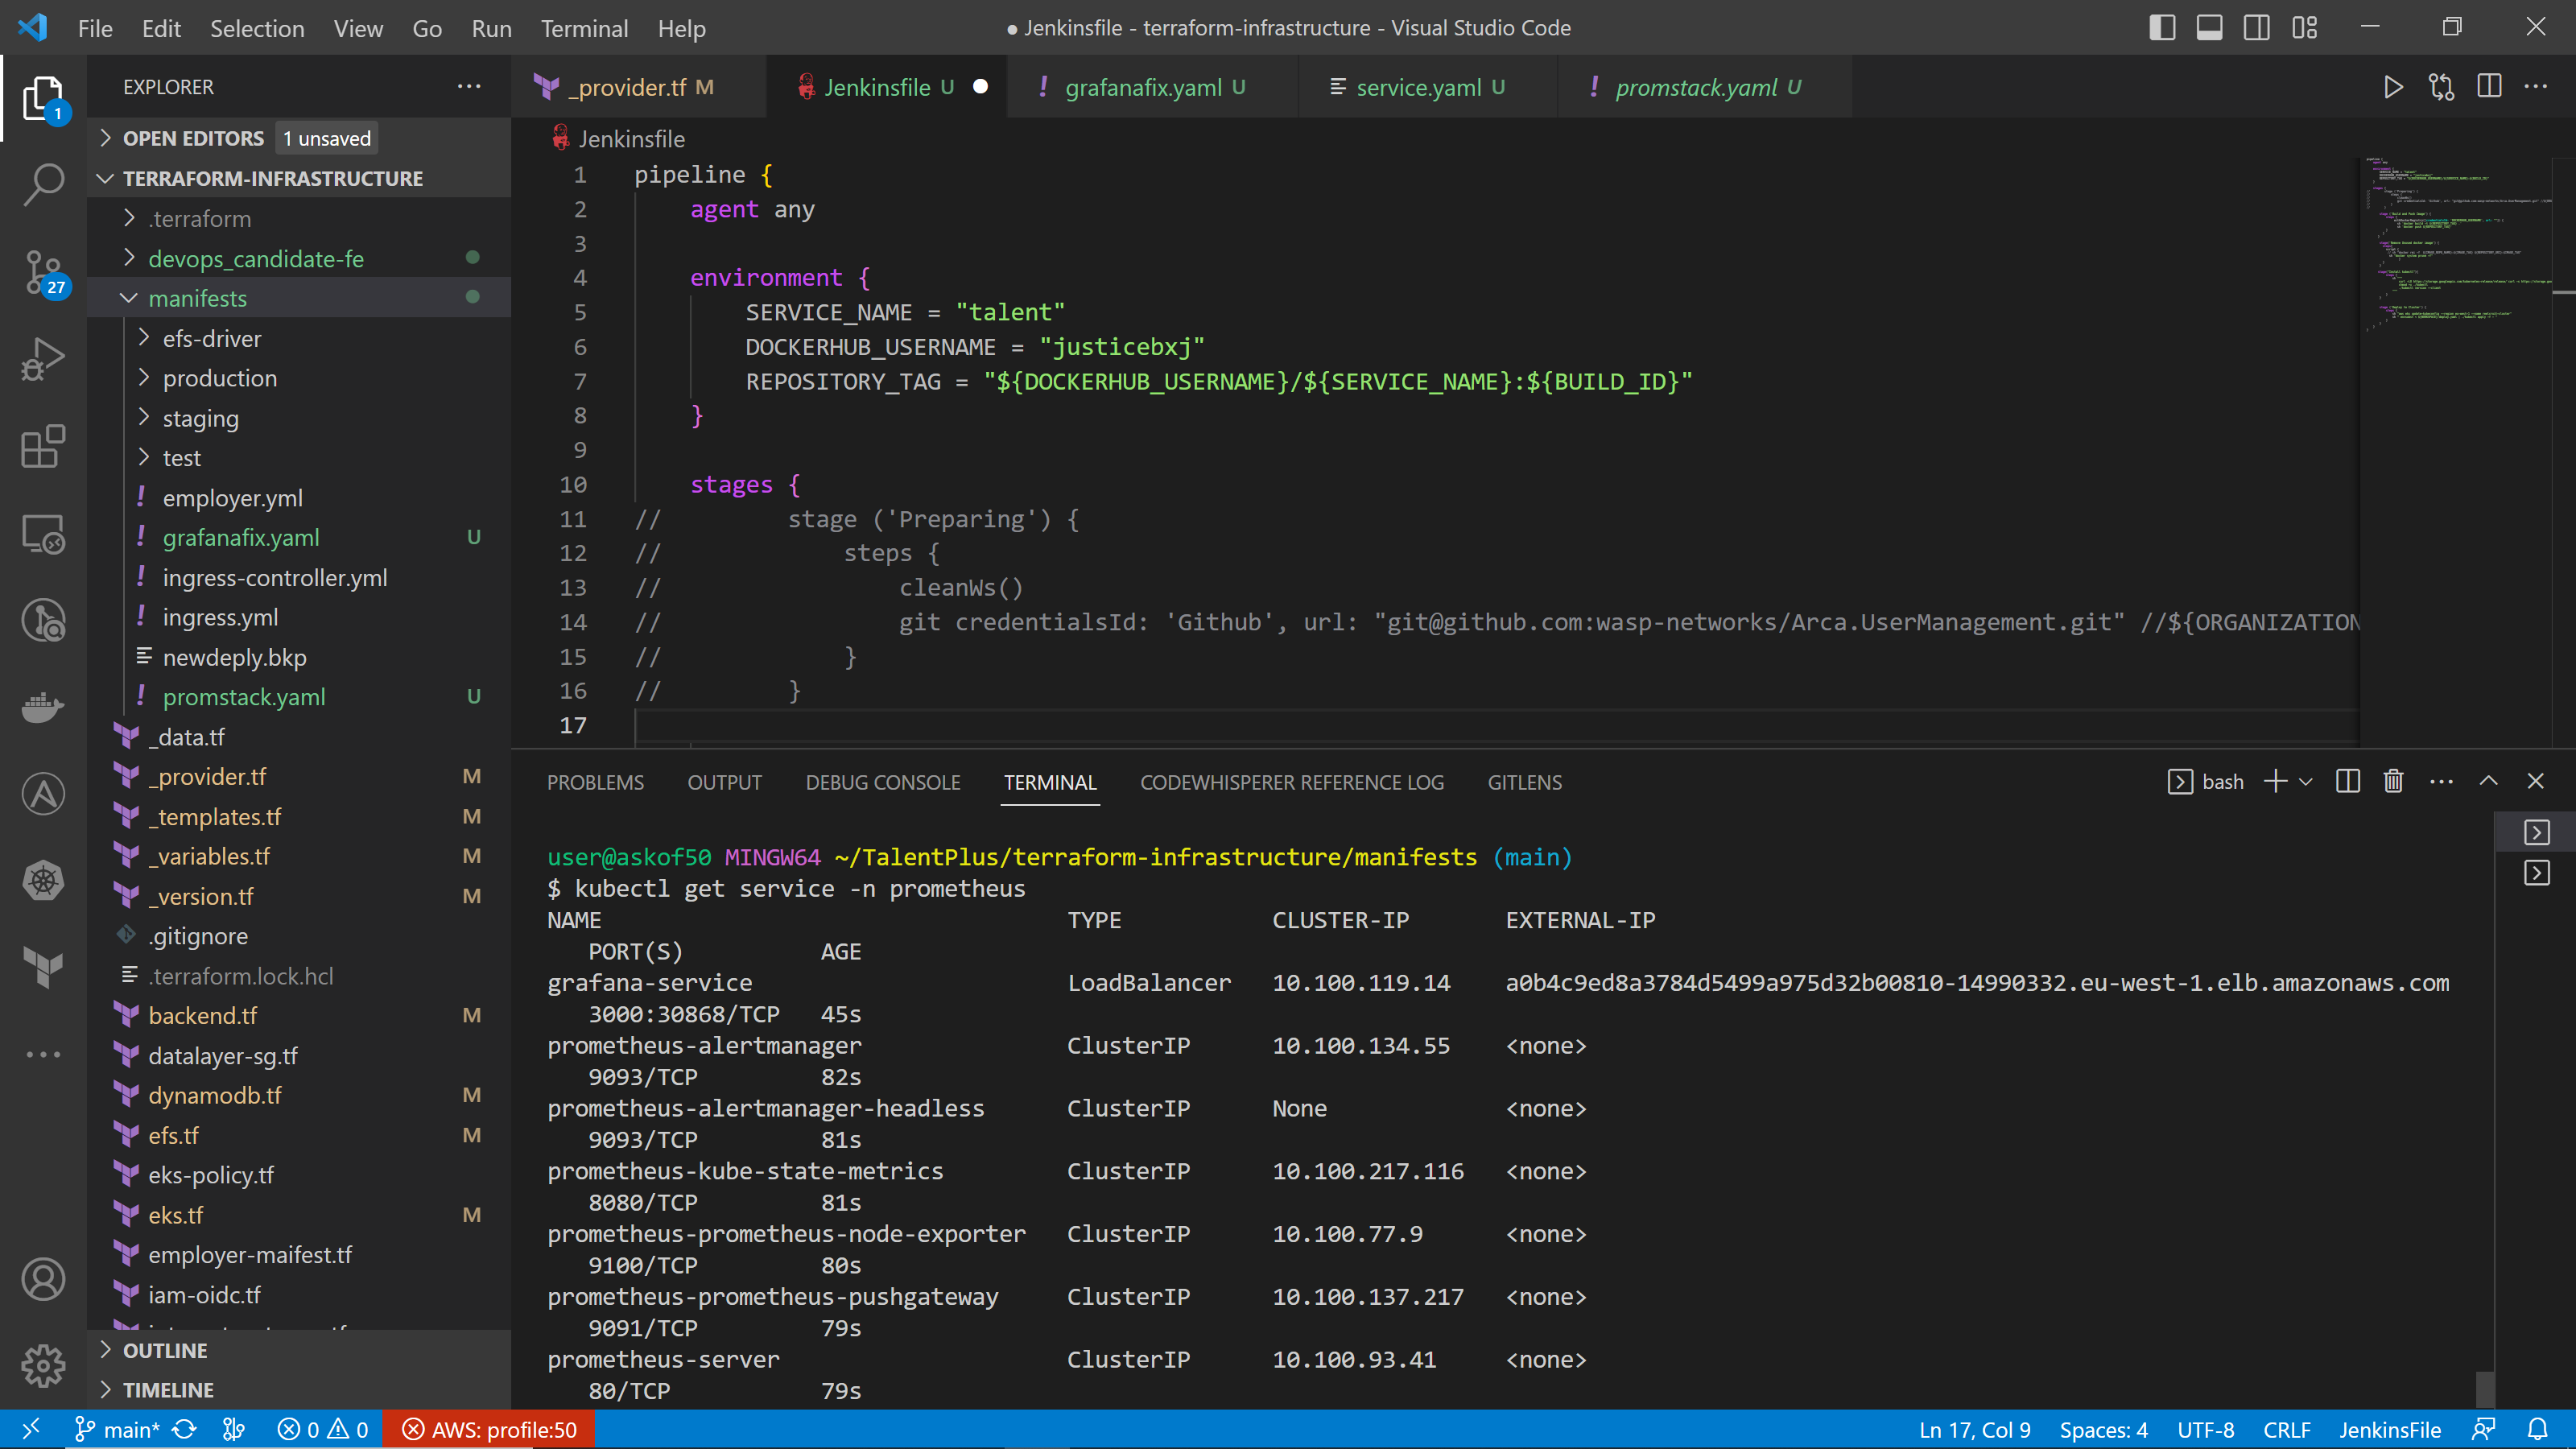 File Edit Selection View Go Run Terminal Help
● Jenkinsfile - terraform-infrastructure - Visual Studio Code
EXPLORER
OPEN EDITORS 1 unsaved
TERRAFORM-INFRASTRUCTURE
.terraform
devops_candidate-fe
manifests
efs-driver
production
staging
test
employer.yml
grafanafix.yaml U
ingress-controller.yml
ingress.yml
newdeply.bkp
promstack.yaml U
_data.tf
_provider.tf M
_templates.tf M
_variables.tf M
_version.tf M
.gitignore
.terraform.lock.hcl
backend.tf M
datalayer-sg.tf
dynamodb.tf M
efs.tf M
eks-policy.tf
eks.tf M
employer-maifest.tf
iam-oidc.tf
OUTLINE
TIMELINE
1
27
_provider.tf M
Jenkinsfile U
grafanafix.yaml U
service.yaml U
promstack.yaml U
Jenkinsfile
1 pipeline {
2 agent any
3
4 environment {
5 SERVICE_NAME = "talent"
6 DOCKERHUB_USERNAME = "justicebxj"
7 REPOSITORY_TAG = "${DOCKERHUB_USERNAME}/${SERVICE_NAME}:${BUILD_ID}"
8 }
9
10 stages {
11 // stage ('Preparing') {
12 // steps {
13 // cleanWs()
14 // git credentialsId: 'Github', url: "git@github.com:wasp-networks/Arca.UserManagement.git" //${ORGANIZATION
15 // }
16 // }
17
PROBLEMS OUTPUT DEBUG CONSOLE TERMINAL CODEWHISPERER REFERENCE LOG GITLENS
bash
user@askof50 MINGW64 ~/TalentPlus/terraform-infrastructure/manifests (main)
$ kubectl get service -n prometheus
NAME TYPE CLUSTER-IP EXTERNAL-IP
PORT(S) AGE
grafana-service LoadBalancer 10.100.119.14 a0b4c9ed8a3784d5499a975d32b00810-14990332.eu-west-1.elb.amazonaws.com
3000:30868/TCP 45s
prometheus-alertmanager ClusterIP 10.100.134.55 <none>
9093/TCP 82s
prometheus-alertmanager-headless ClusterIP None <none>
9093/TCP 81s
prometheus-kube-state-metrics ClusterIP 10.100.217.116 <none>
8080/TCP 81s
prometheus-prometheus-node-exporter ClusterIP 10.100.77.9 <none>
9100/TCP 80s
prometheus-prometheus-pushgateway ClusterIP 10.100.137.217 <none>
9091/TCP 79s
prometheus-server ClusterIP 10.100.93.41 <none>
80/TCP 79s
main* 0 0 AWS: profile:50 Ln 17, Col 9 Spaces: 4 UTF-8 CRLF JenkinsFile